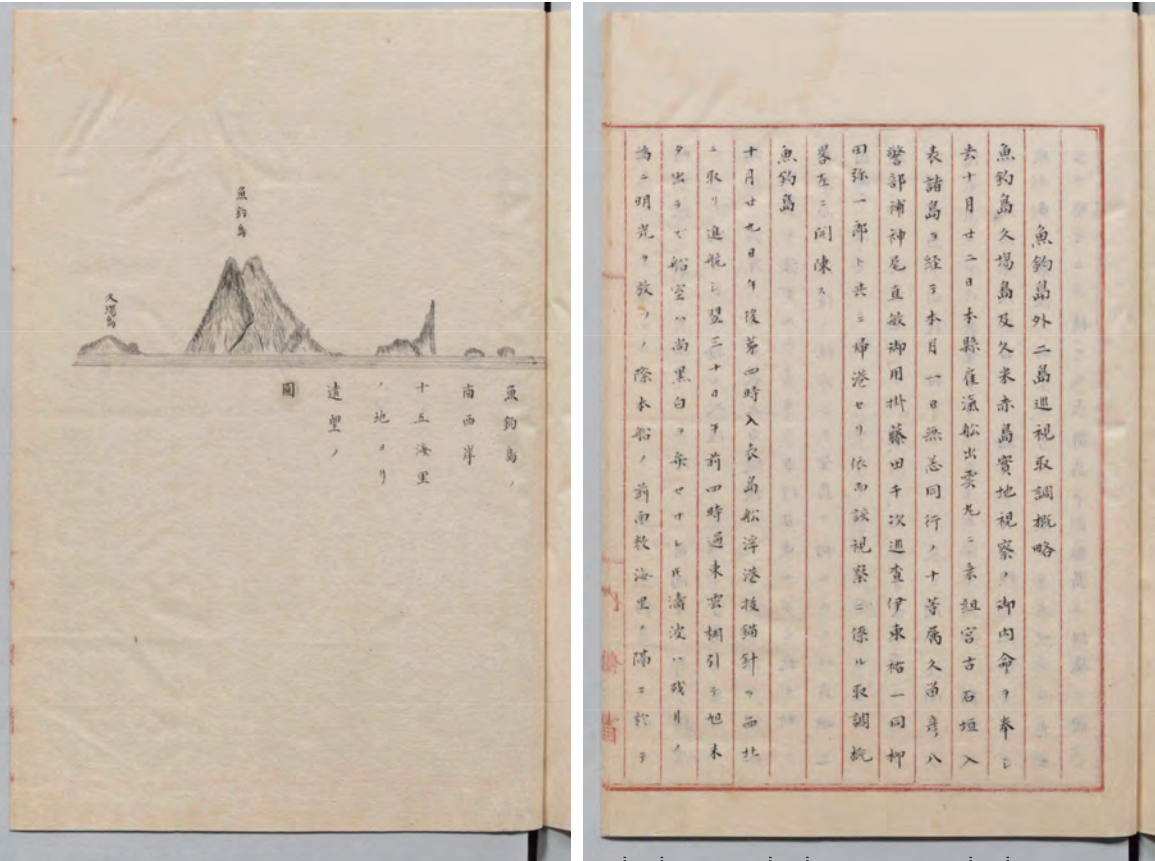 魚釣島外二島巡視取調概略
魚釣島久場島及久米赤島實地視察ノ御内命ヲ奉シ
去十月廿二日本縣雇滊船出雲丸ニ乗組宮古石垣入
表諸島ヲ経テ本月一日無恙同行ノ十等属久留彦八
警部補神尾直敏御用掛藤田千次巡査伊東祐一同柳
田弥一郎ト共ニ帰港セリ依而該視察ニ係ル取調概
畧左ニ開陳ス
魚釣島
十月廿九日午後第四時入表島船浮港抜錨針ヲ西北
ニ取リ進航シ翌三十日午前四時過東雲棚引キ旭未
タ出テヽ船室ハ尚黒白ヲ弁セサレトモ濤波ハ残月ノ
為ニ明光ヲ放ツノ際本船ノ前面数海里ヲ隔ニ於テ
魚釣島
久場島
魚釣島ノ
南西岸
十五海里
ノ地ヨリ
遠望ノ
圖